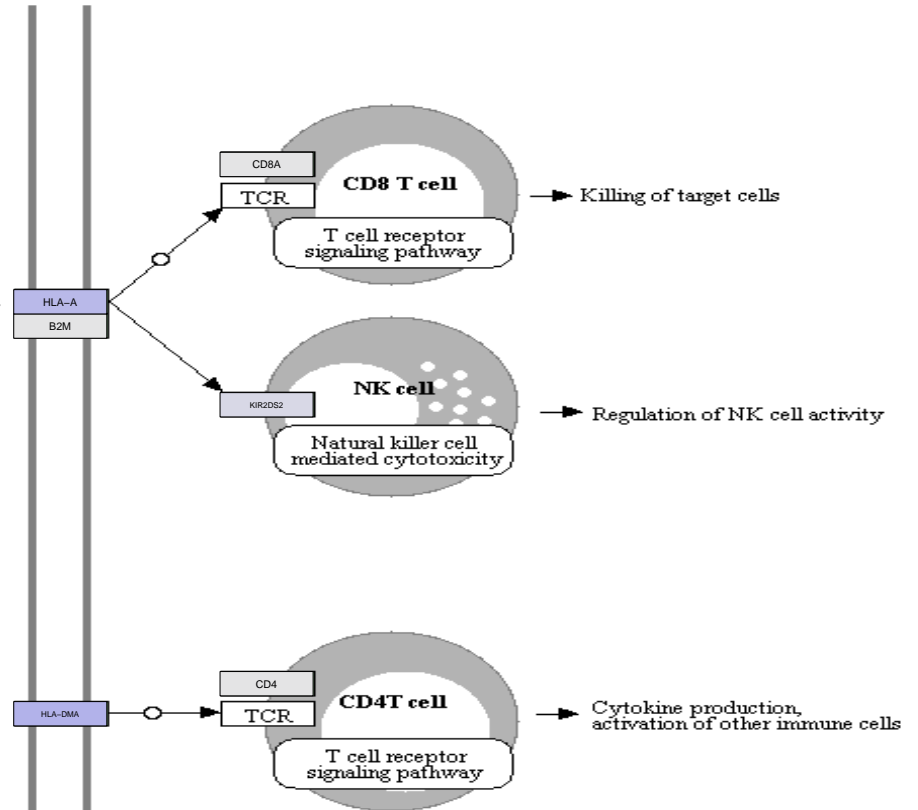 CD8A
TCR
CD8 T cell
T cell receptor
signaling pathway
Killing of target cells
HLA–A
B2M
KIR2DS2
NK cell
Natural killer cell
mediated cytotoxicity
Regulation of NK cell activity
HLA–DMA
CD4
TCR
CD4T cell
T cell receptor
signaling pathway
Cytokine production,
activation of other immune cells